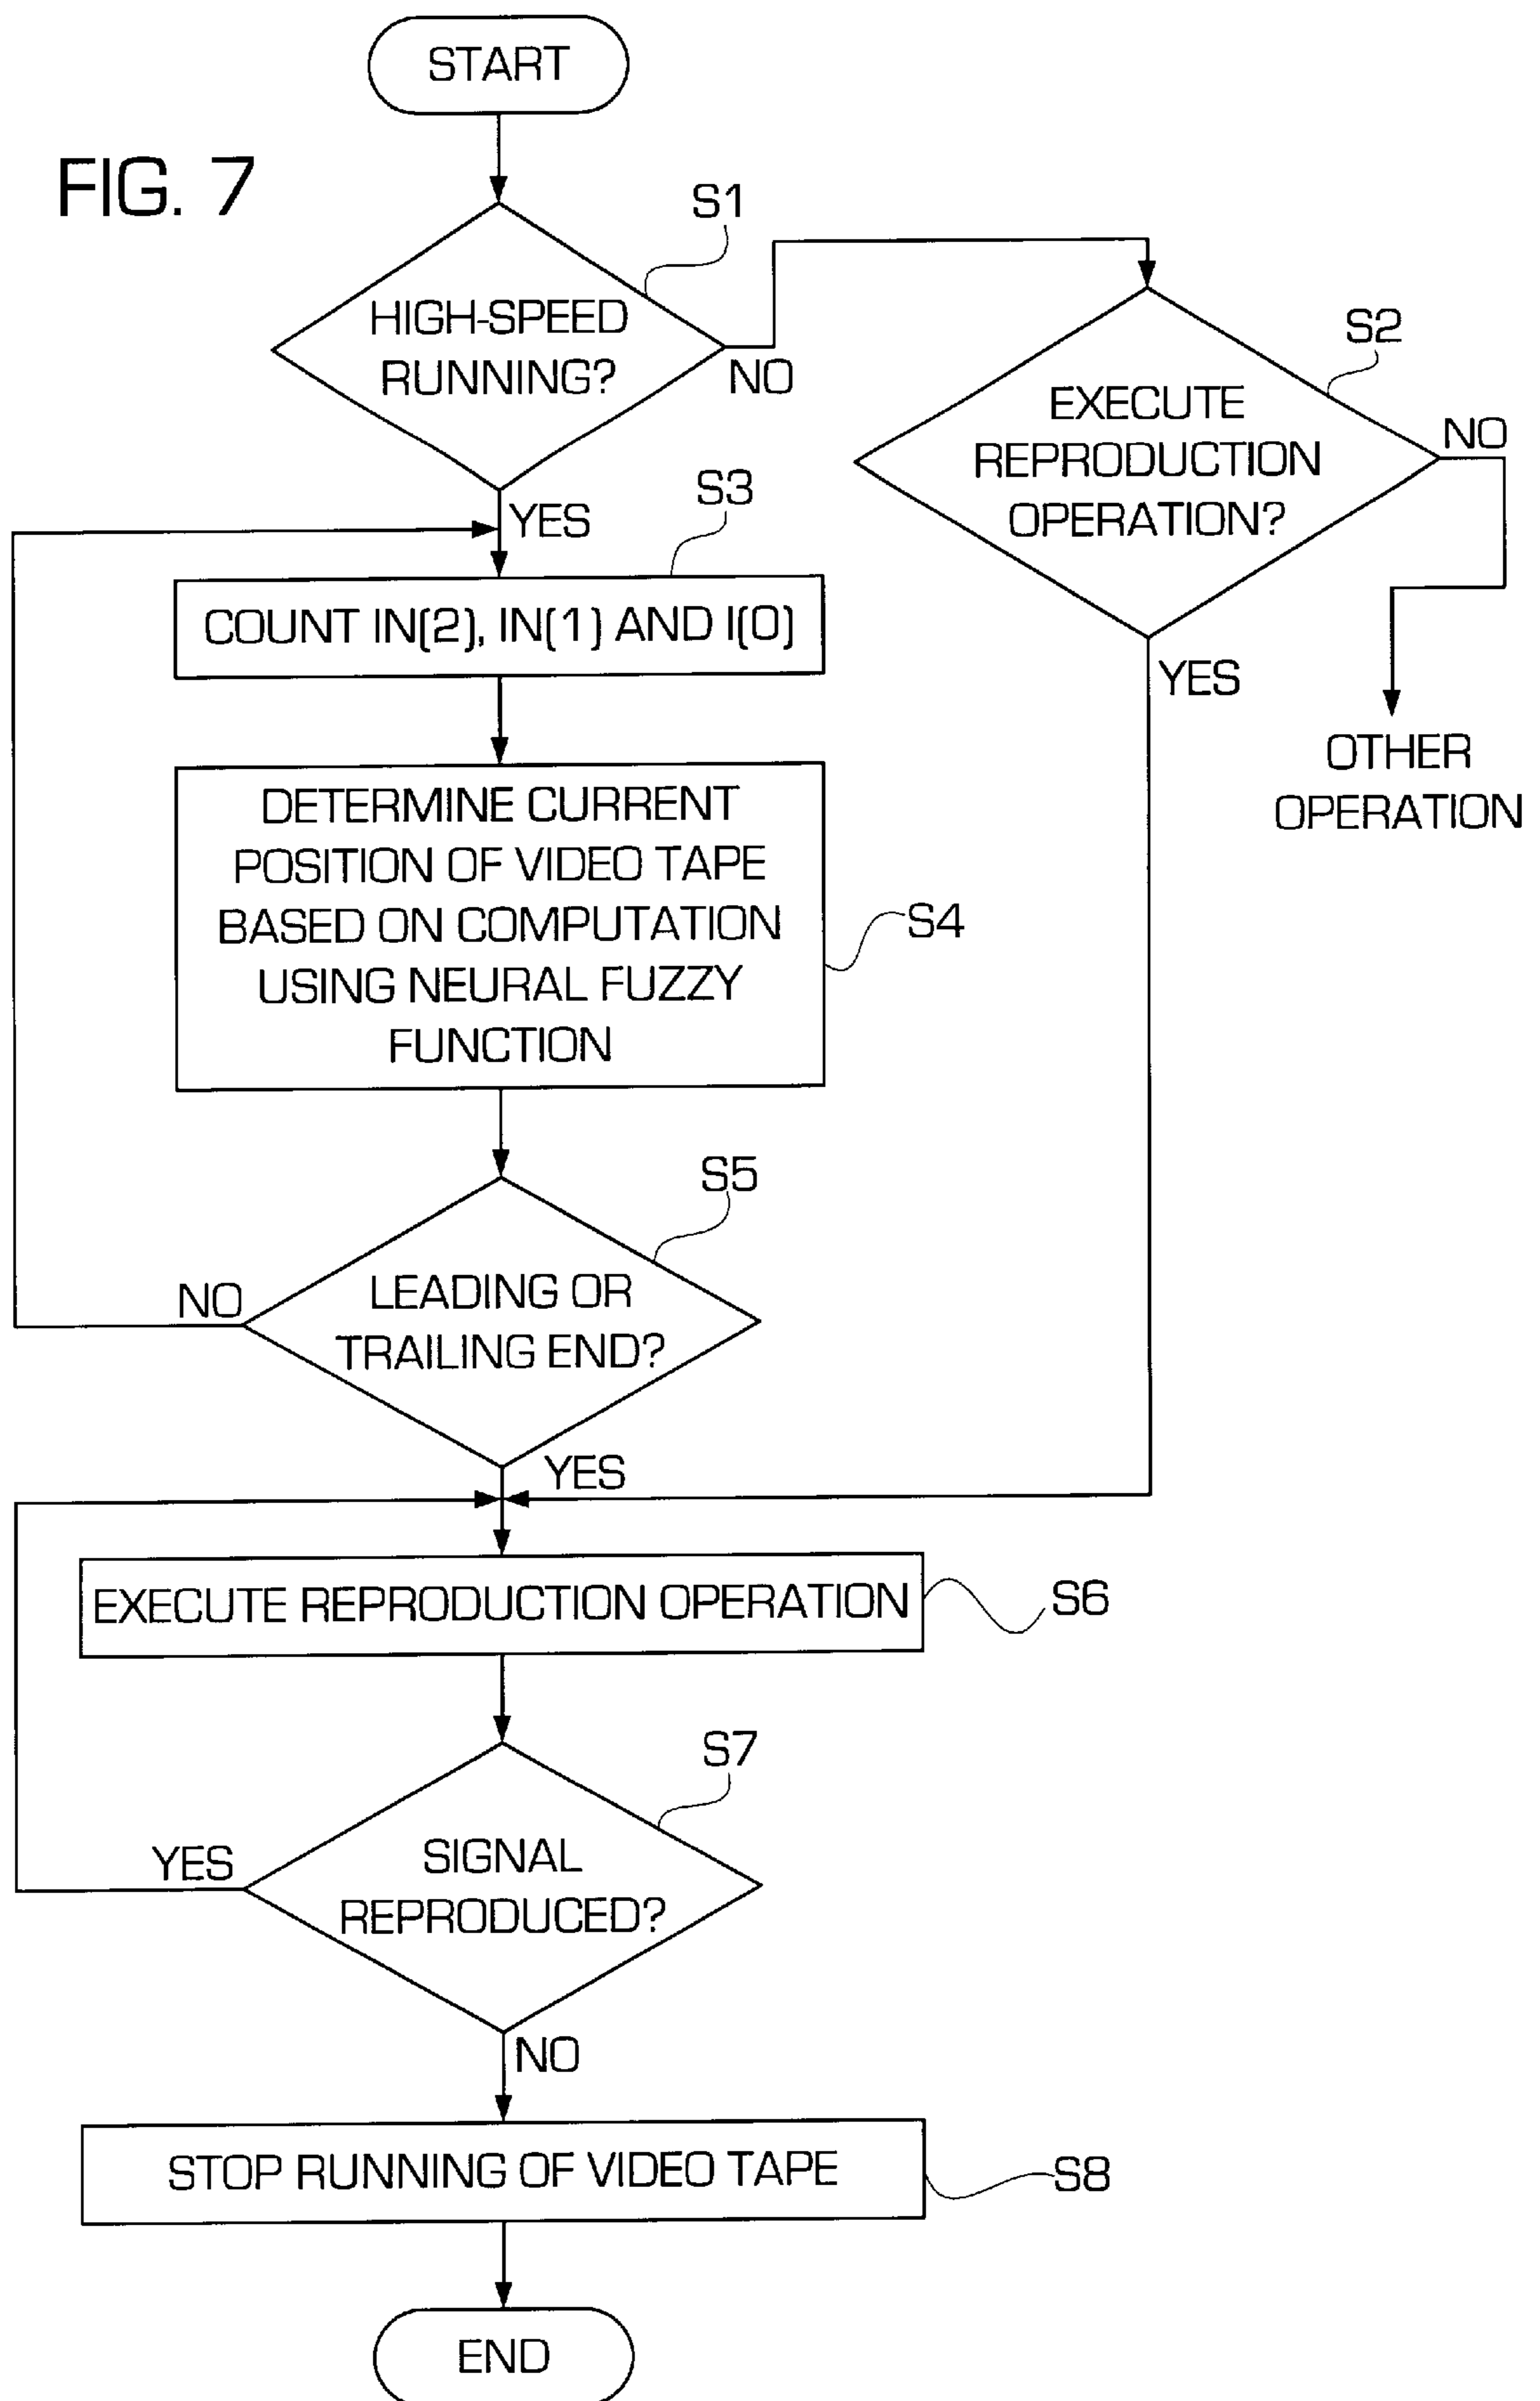 START
FIG. 7
S1
HIGH-SPEED
RUNNING?
NO
S2
EXECUTE
REPRODUCTION
OPERATION?
NO
YES
S3
COUNT IN(2), IN(1) AND I(0)
YES
OTHER
OPERATION
DETERMINE CURRENT
POSITION OF VIDEO TAPE
BASED ON COMPUTATION
USING NEURAL FUZZY
FUNCTION
S4
S5
LEADING OR
TRAILING END?
NO
YES
EXECUTE REPRODUCTION OPERATION
S6
S7
SIGNAL
REPRODUCED?
YES
NO
STOP RUNNING OF VIDEO TAPE
S8
END